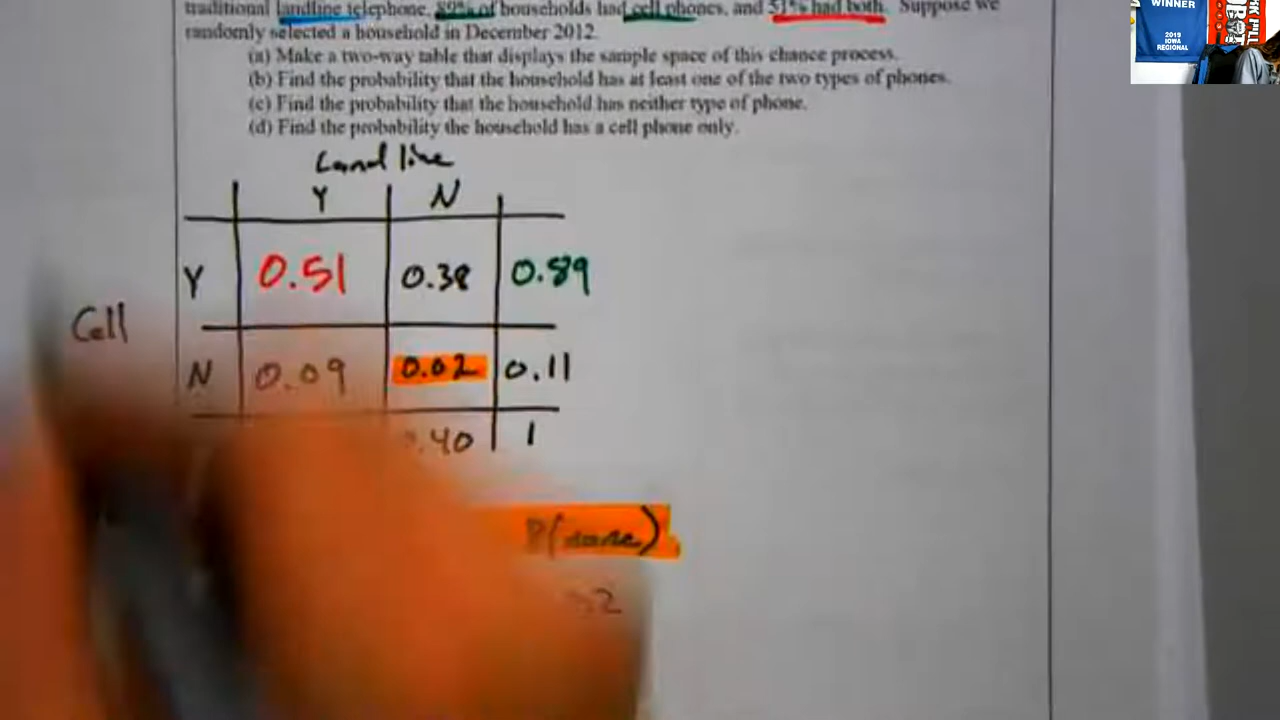 traditional landline telephone, 89% of households had cell phones, and 51% had both. Suppose we
randomly selected a household in December 2012.
(a) Make a two-way table that displays the sample space of this chance process.
(b) Find the probability that the household has at least one of the two types of phones.
(c) Find the probability that the household has neither type of phone.
(d) Find the probability the household has a cell phone only.
Land line
Y N
Y 0.51 0.38 0.89
Cell
N 0.09 0.02 0.11
.40 1
P(none)
02
WINNER
2019
IOWA
REGIONAL